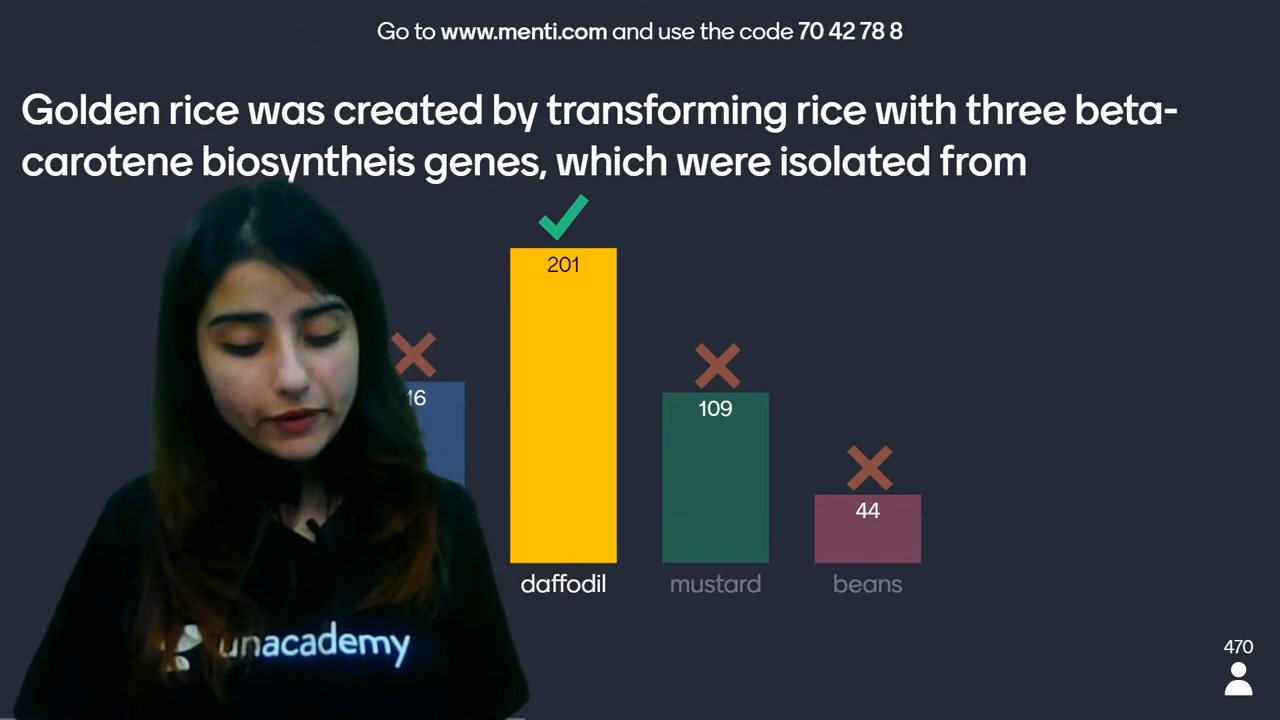 Go to www.menti.com and use the code 70 42 78 8
Golden rice was created by transforming rice with three beta-
carotene biosyntheis genes, which were isolated from
201
16
109
44
daffodil
mustard
beans
unacademy
470